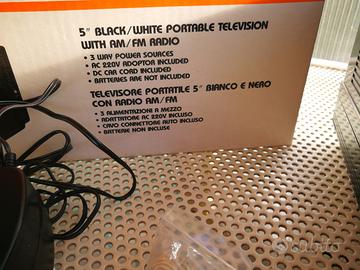 5" BLACK/WHITE PORTABLE TELEVISION
WITH AM/FM RADIO
• 3 WAY POWER SOURCES
• AC 220V ADOPTOR INCLUDED
• DC CAR CORD INCLUDED
• BATTERIES ARE NOT INCLUDED
TELEVISORE PORTATILE 5" BIANCO E NERO
CON RADIO AM/FM
• 3 ALIMENTAZIONI A MEZZO
• ADATTATORE AC 220V INCLUSO
• CAVO CONNETTORE AUTO INCLUSO
• BATTERIE NON INCLUSE
subito